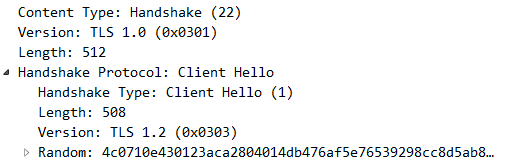 Content Type: Handshake (22)
Version: TLS 1.0 (0x0301)
Length: 512
Handshake Protocol: Client Hello
Handshake Type: Client Hello (1)
Length: 508
Version: TLS 1.2 (0x0303)
Random: 4c0710e430123aca2804014db476af5e76539298cc8d5ab8…